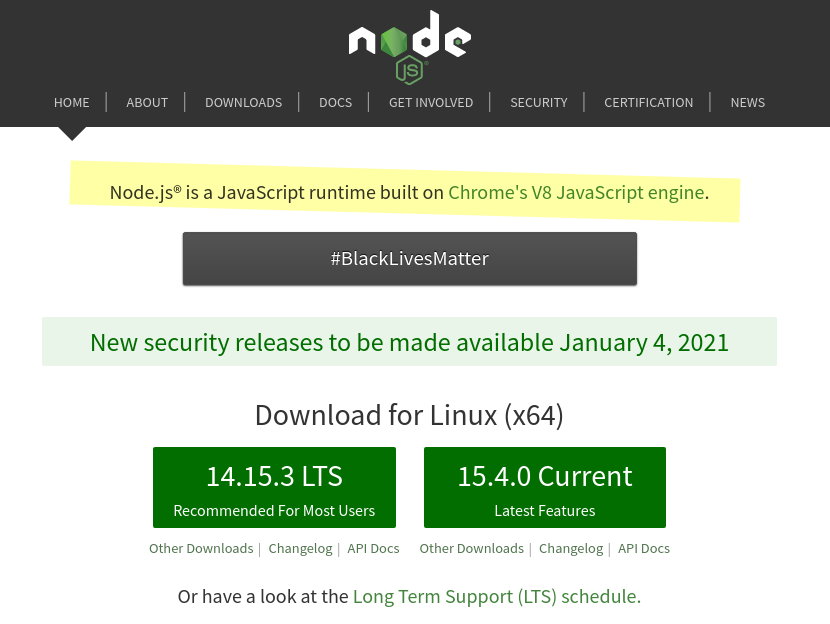 node
JS®
HOME | ABOUT | DOWNLOADS | DOCS | GET INVOLVED | SECURITY | CERTIFICATION | NEWS
Node.js® is a JavaScript runtime built on Chrome's V8 JavaScript engine.
#BlackLivesMatter
New security releases to be made available January 4, 2021
Download for Linux (x64)
14.15.3 LTS
Recommended For Most Users
15.4.0 Current
Latest Features
Other Downloads | Changelog | API Docs
Other Downloads | Changelog | API Docs
Or have a look at the Long Term Support (LTS) schedule.